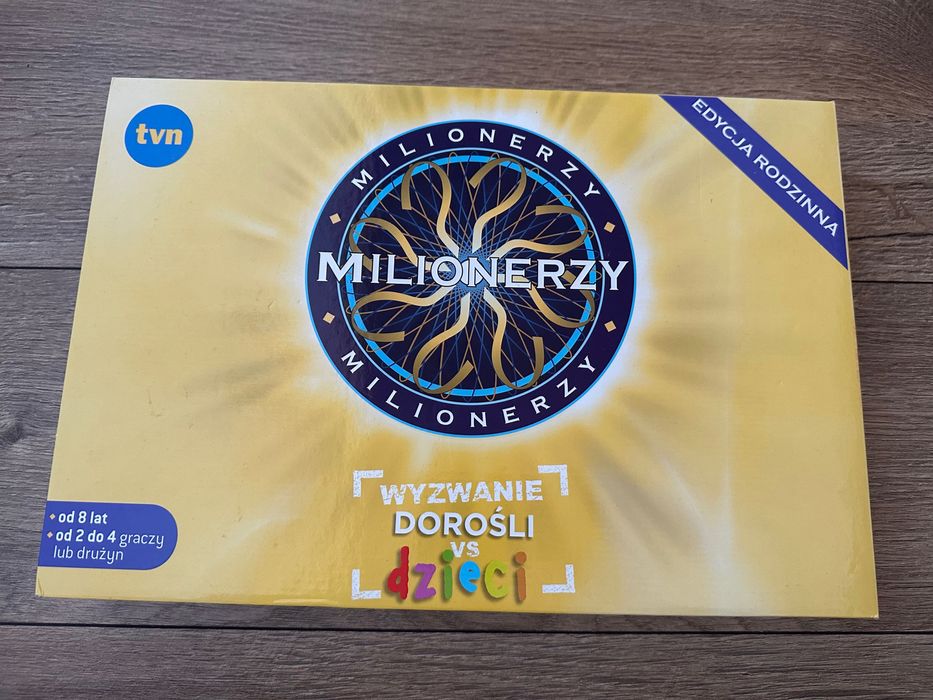 tvn
EDYCJA RODZINNA
MILIONERZY
MILIONERZY
MILIONERZY
WYZWANIE
DOROŚLI
VS
dzieci
od 8 lat
od 2 do 4 graczy
lub drużyn